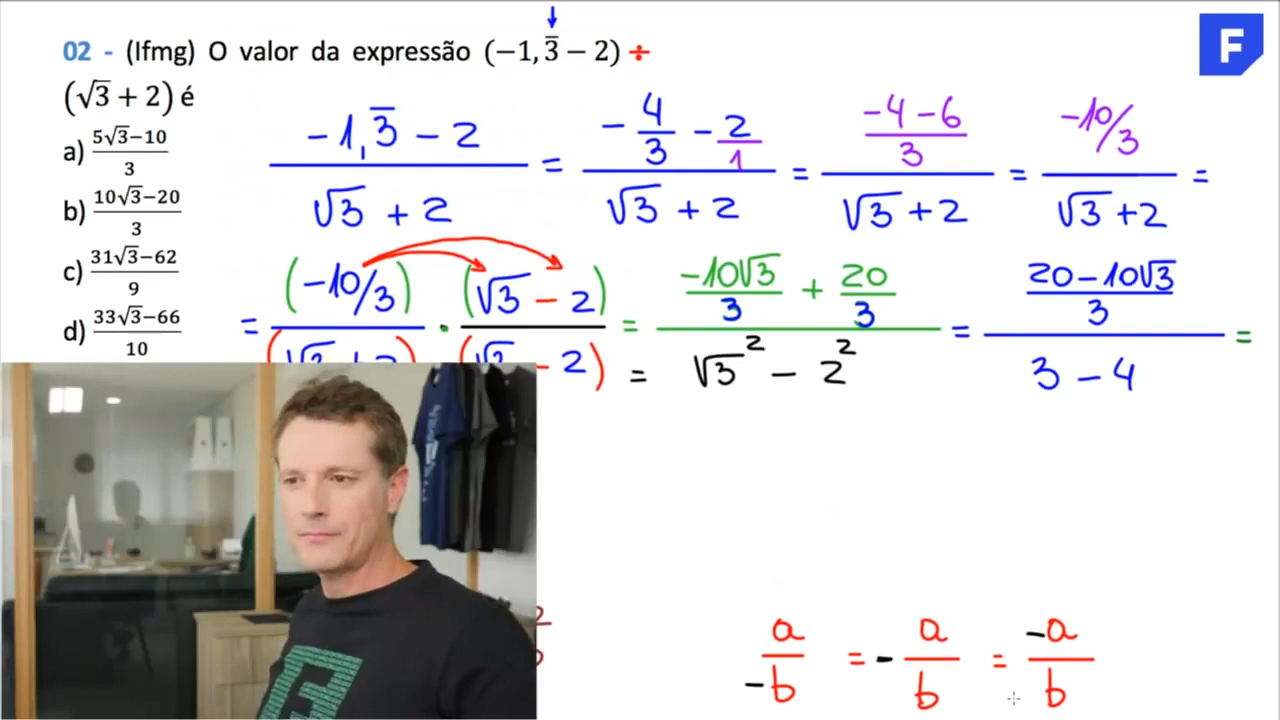 02 - (Ifmg) O valor da expressão (−1,3̅ − 2) ÷
(√3 + 2) é
a) (5√3−10)/3
b) (10√3−20)/3
c) (31√3−62)/9
d) (33√3−66)/10
(-1,3̅ - 2)/(√3 + 2) = (-4/3 - 2/1)/(√3 + 2) = ((-4-6)/3)/(√3+2) = (-10/3)/(√3+2) =
= (-10/3)/(√3 + 2) · (√3 - 2)/(√3 - 2) = (-10√3/3 + 20/3)/(√3² - 2²) = ((20-10√3)/3)/(3-4) =
=
a/-b = -a/b = -a/b
F